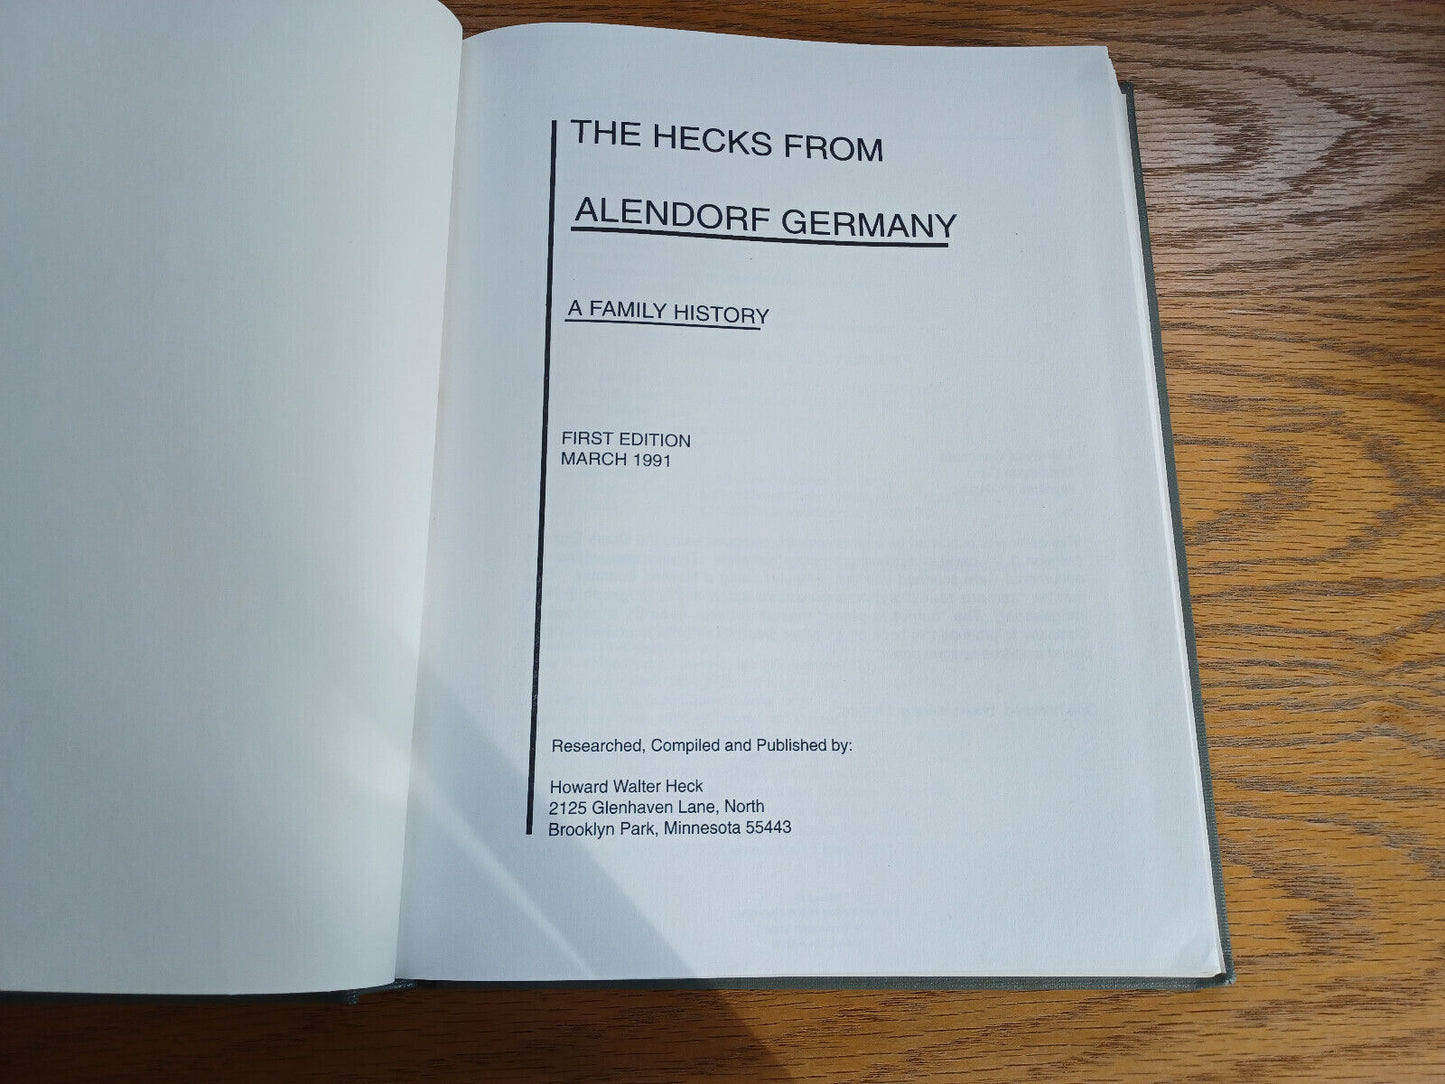 THE HECKS FROM
ALENDORF GERMANY
A FAMILY HISTORY
FIRST EDITION
MARCH 1991
Researched, Compiled and Published by:
Howard Walter Heck
2125 Glenhaven Lane, North
Brooklyn Park, Minnesota 55443